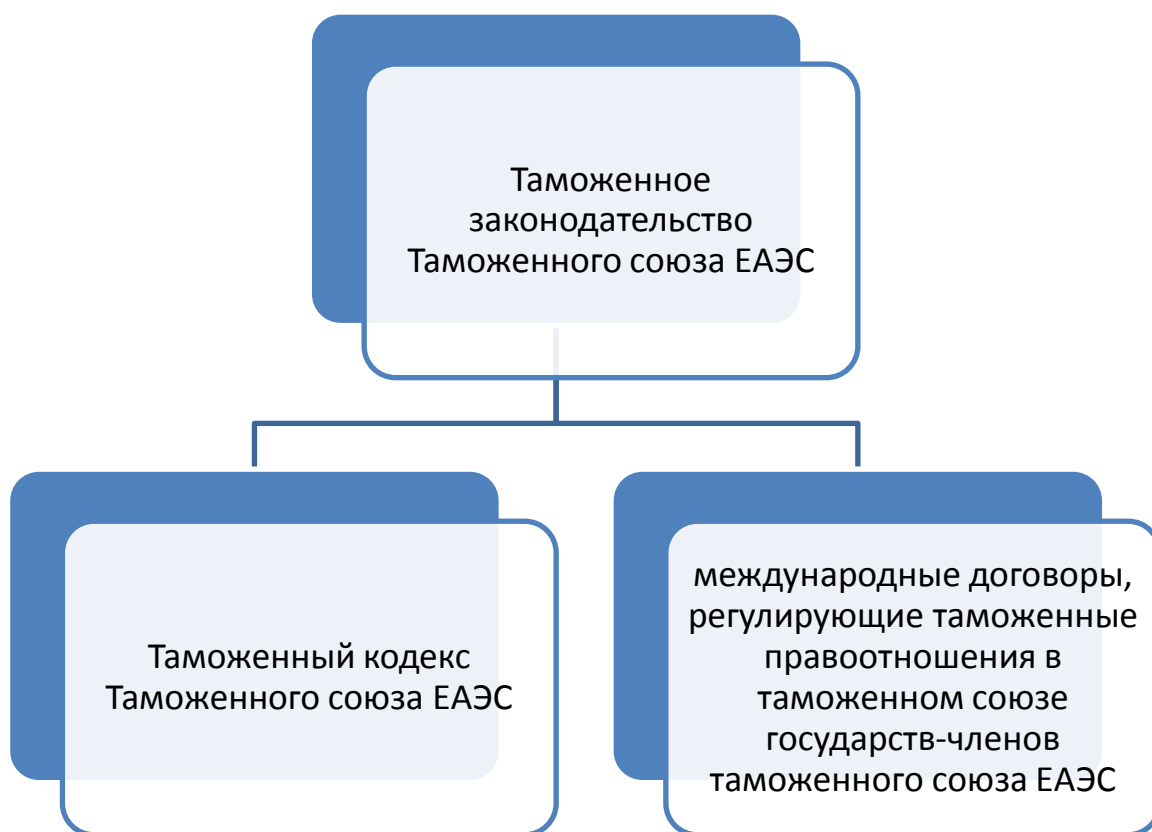 Таможенное
законодательство
Таможенного союза ЕАЭС
Таможенный кодекс
Таможенного союза ЕАЭС
международные договоры,
регулирующие таможенные
правоотношения в
таможенном союзе
государств-членов
таможенного союза ЕАЭС